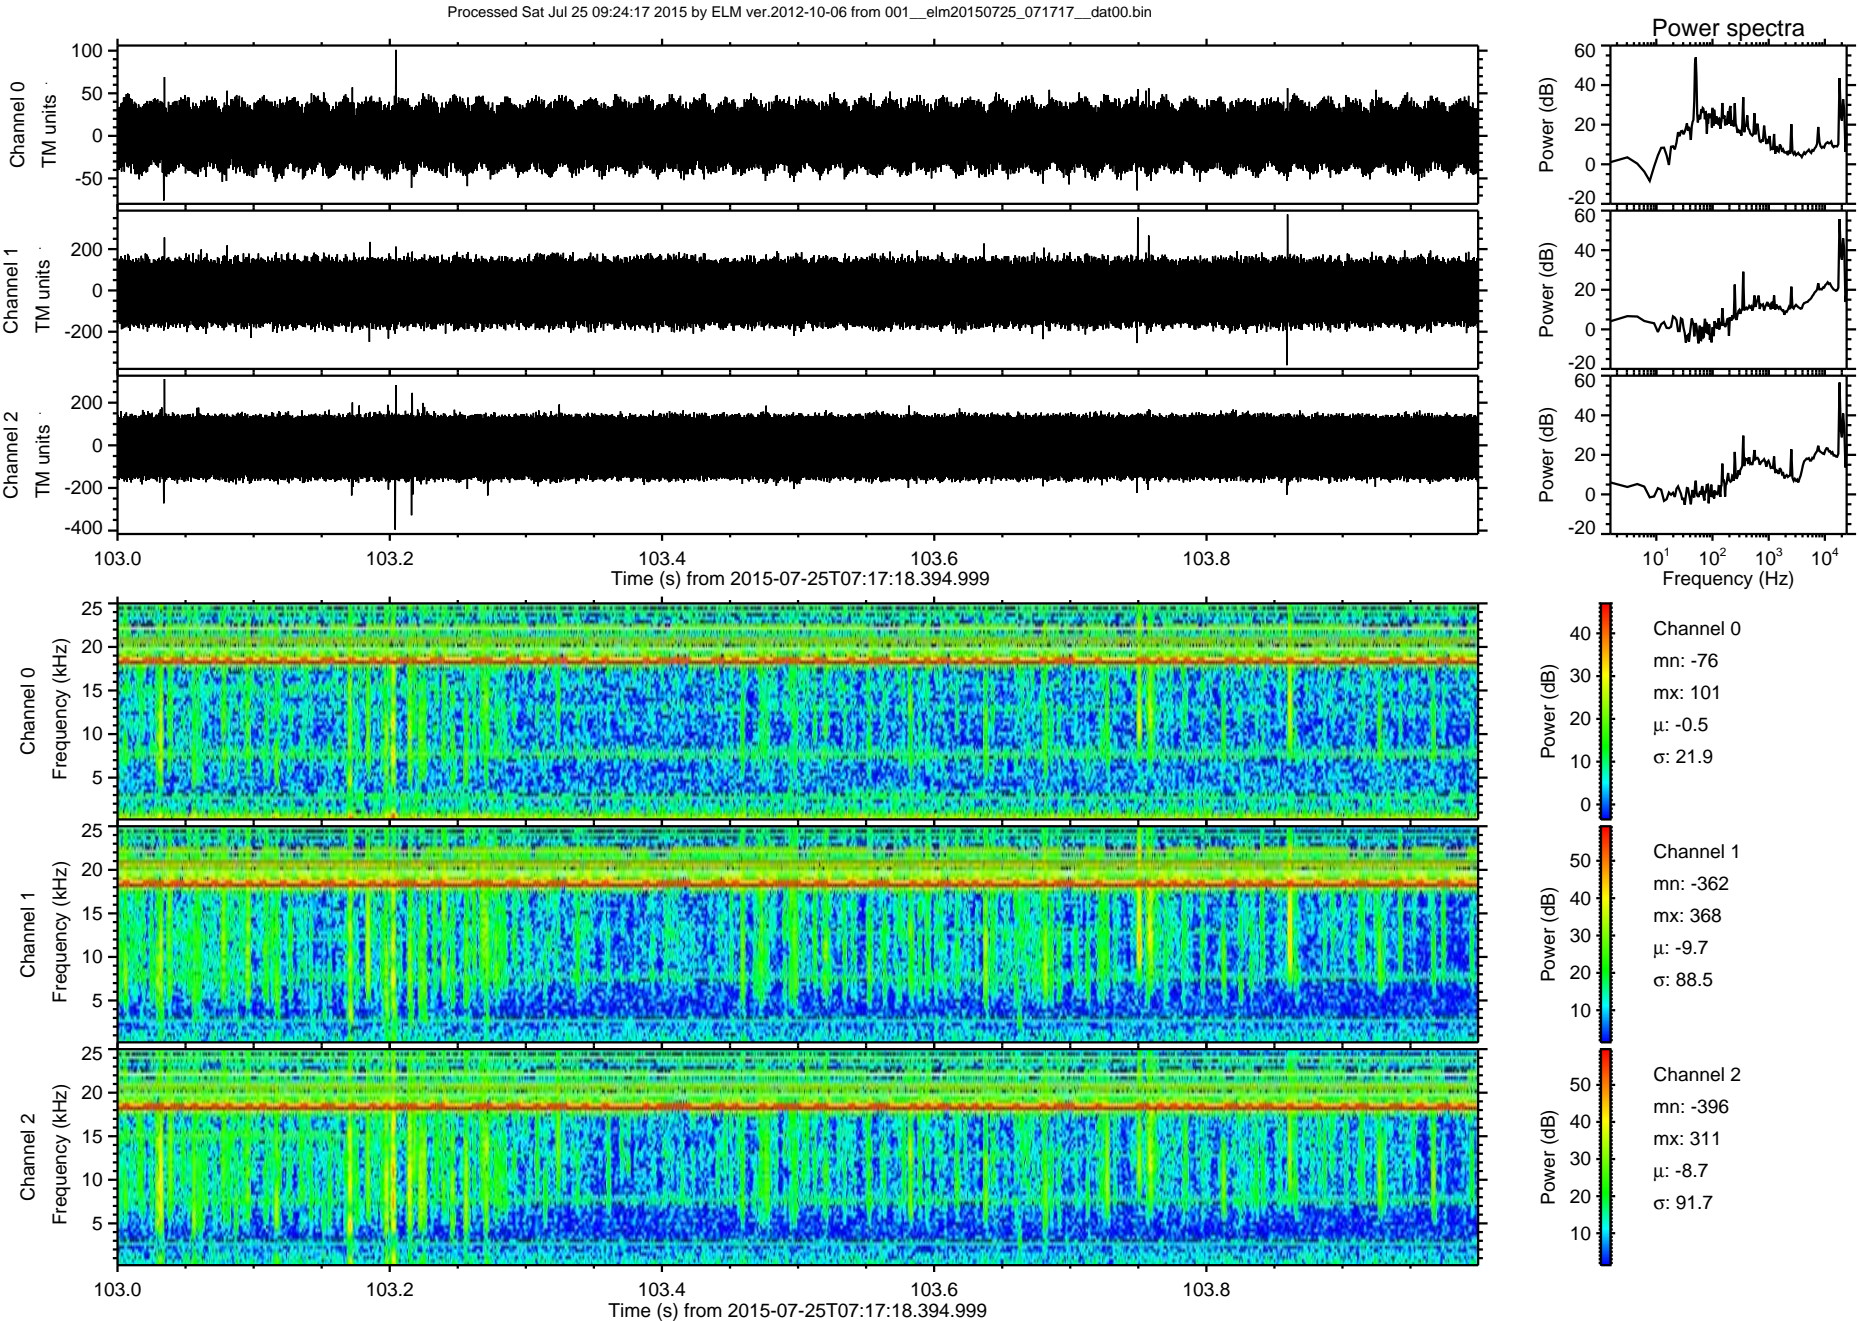 Processed Sat Jul 25 09:24:17 2015 by ELM ver.2012-10-06 from 001__elm20150725_071717__dat00.bin
Power spectra
Channel 0
TM units
100
50
0
-50
Power (dB)
60
40
20
0
-20
Channel 1
TM units
200
0
-200
Power (dB)
60
40
20
0
-20
Channel 2
TM units
200
0
-200
-400
Power (dB)
60
40
20
0
-20
103.0 103.2 103.4 103.6 103.8
Time (s) from 2015-07-25T07:17:18.394.999
10^1 10^2 10^3 10^4
Frequency (Hz)
Channel 0
Frequency (kHz)
25
20
15
10
5
Power (dB)
40
30
20
10
0
Channel 0
mn: -76
mx: 101
μ: -0.5
σ: 21.9
Channel 1
Frequency (kHz)
25
20
15
10
5
Power (dB)
50
40
30
20
10
Channel 1
mn: -362
mx: 368
μ: -9.7
σ: 88.5
Channel 2
Frequency (kHz)
25
20
15
10
5
Power (dB)
50
40
30
20
10
Channel 2
mn: -396
mx: 311
μ: -8.7
σ: 91.7
103.0 103.2 103.4 103.6 103.8
Time (s) from 2015-07-25T07:17:18.394.999